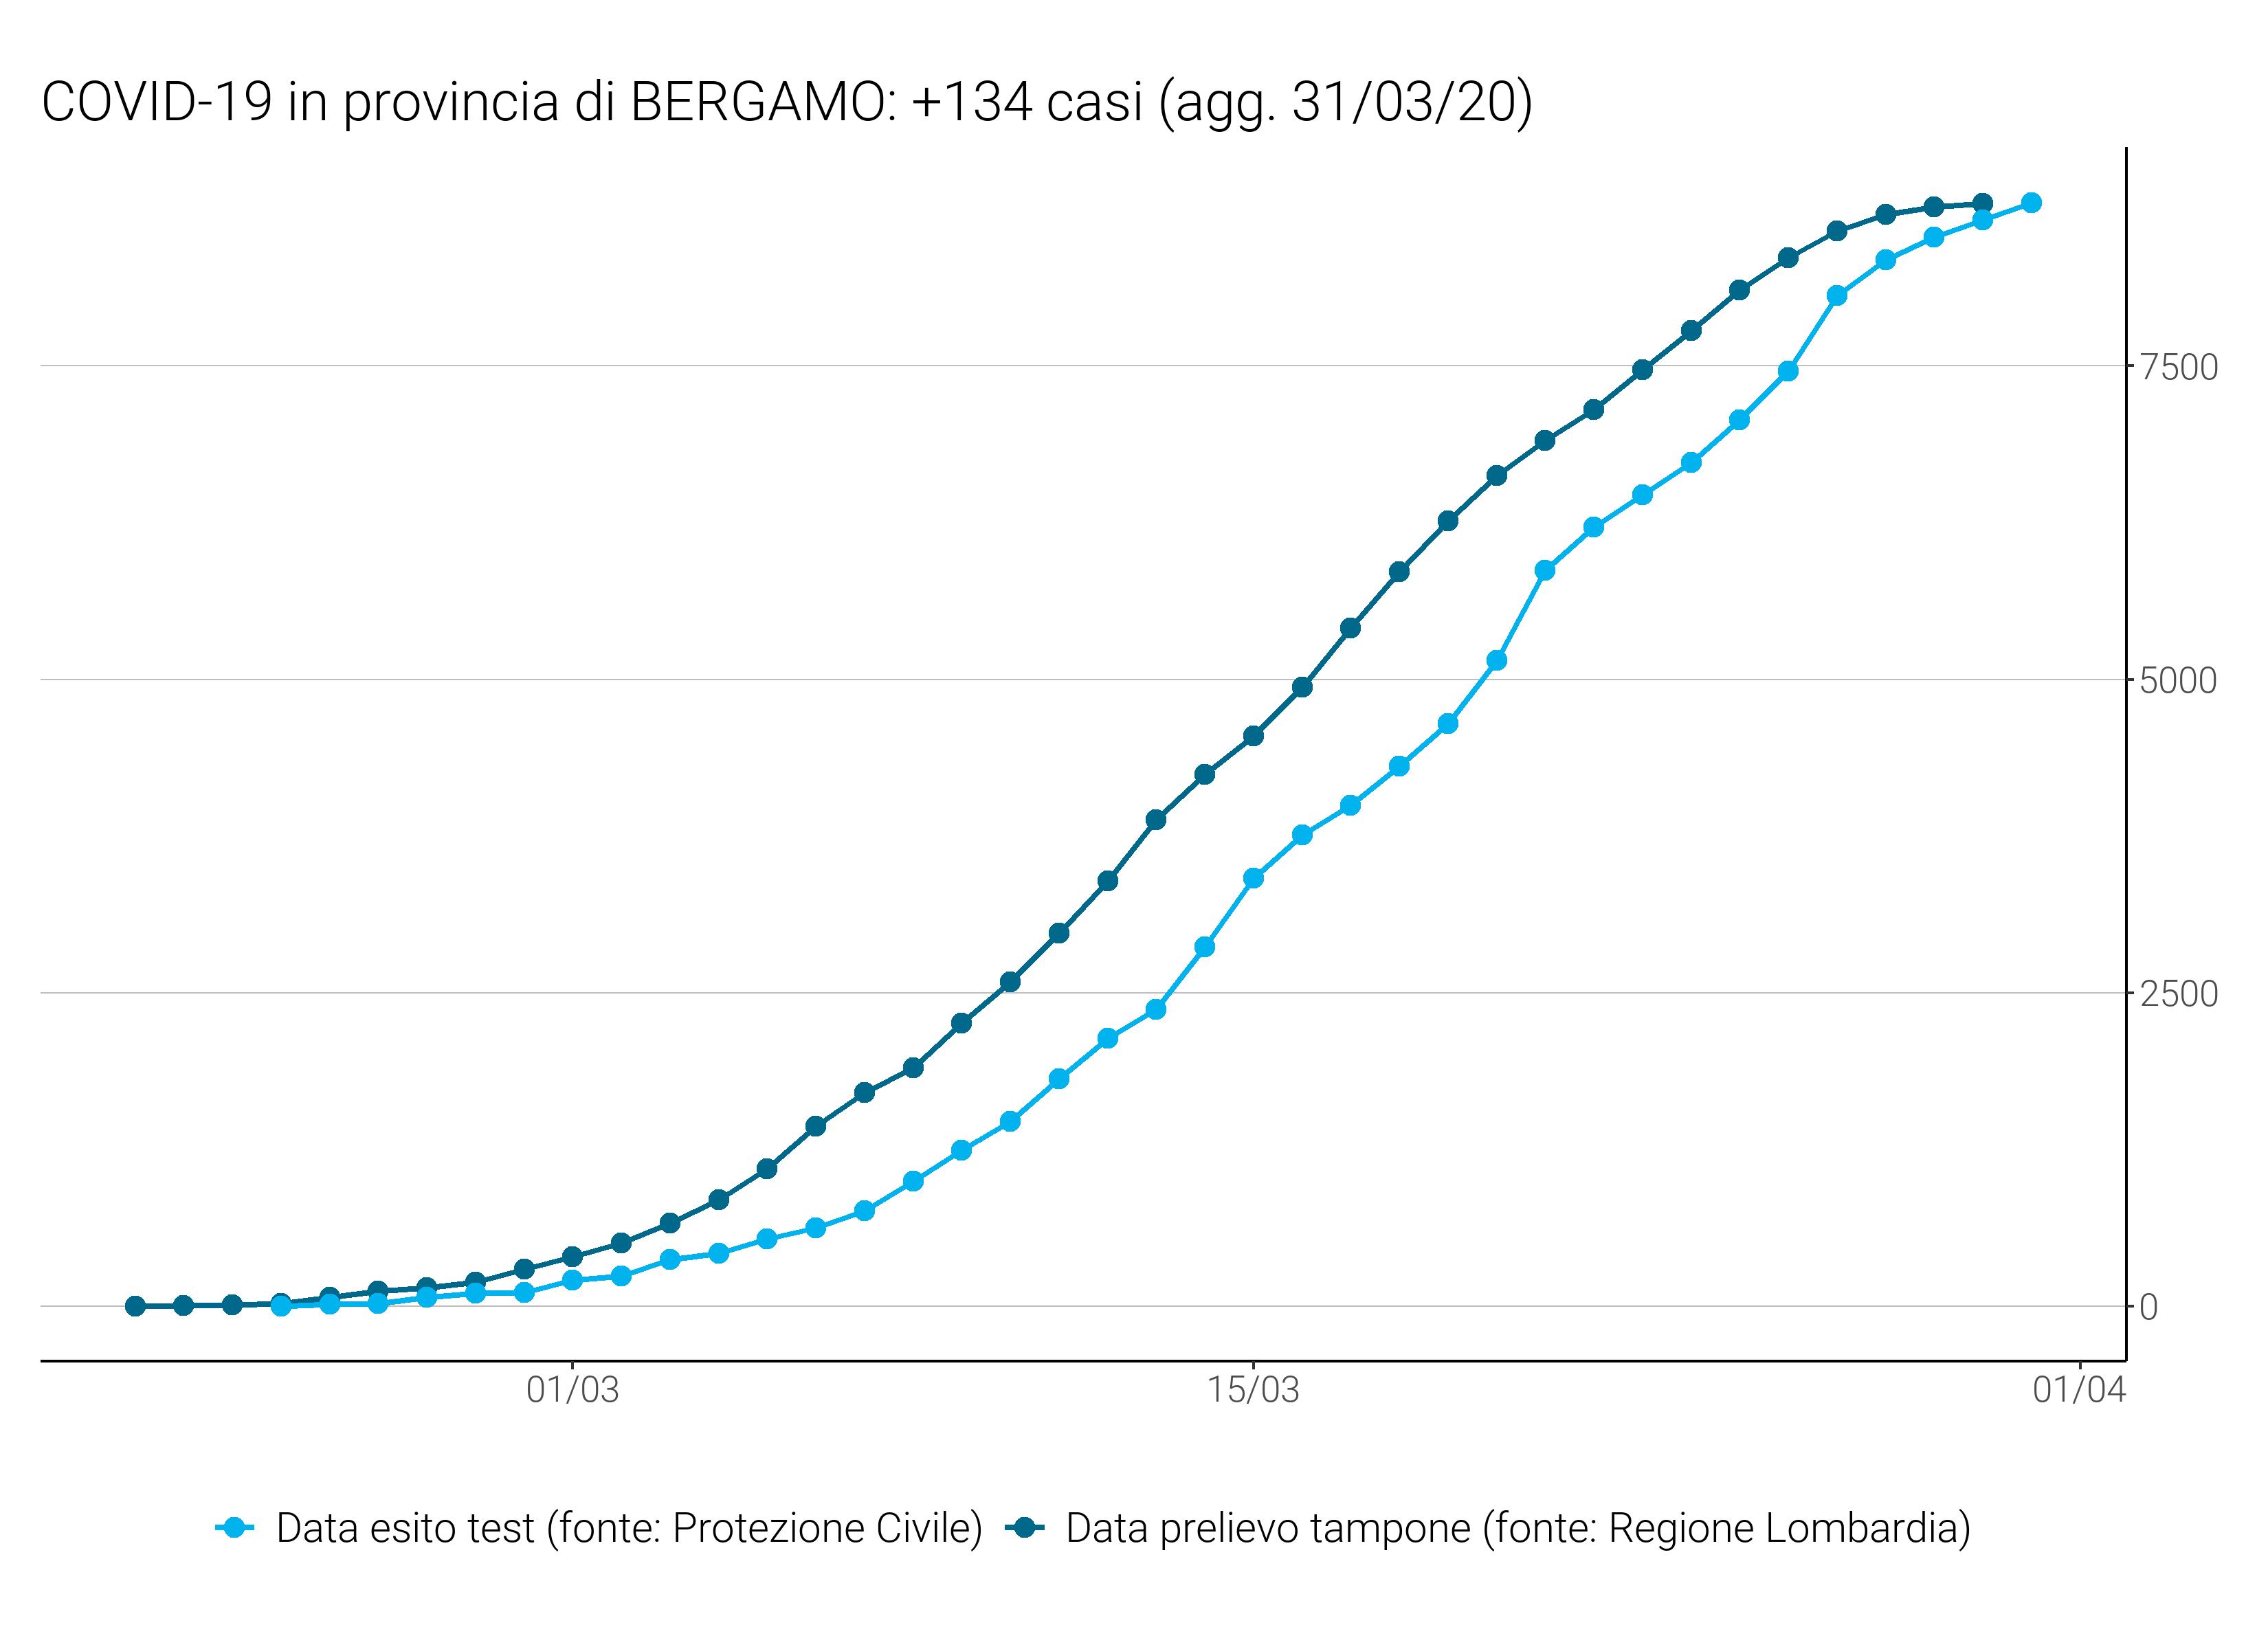 COVID-19 in provincia di BERGAMO: +134 casi (agg. 31/03/20)
7500
5000
2500
0
01/03 15/03 01/04
Data esito test (fonte: Protezione Civile) Data prelievo tampone (fonte: Regione Lombardia)